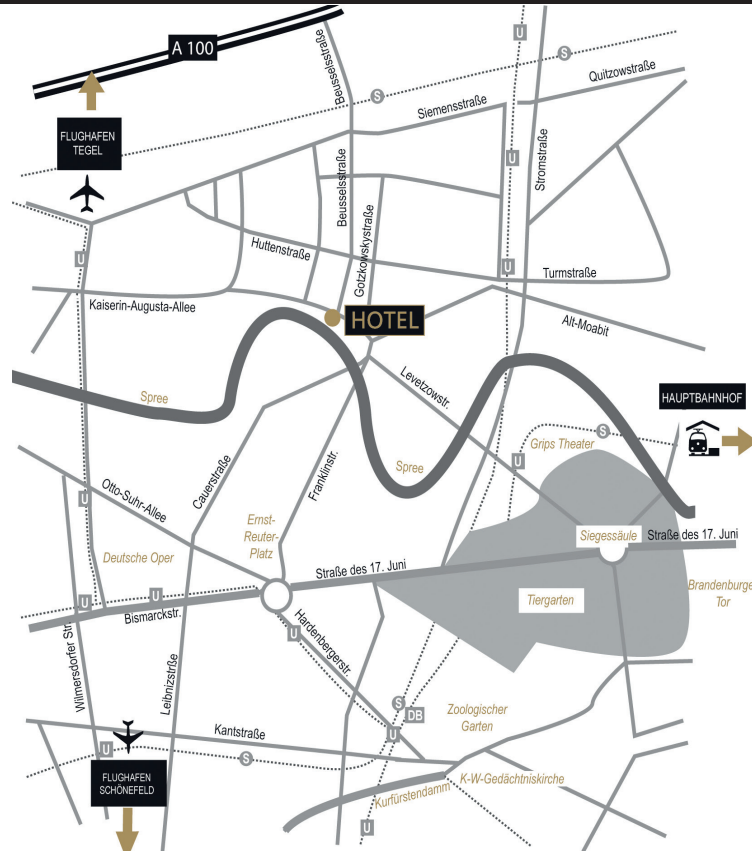 A 100
Beusselsstraße
U
S
S
Quitzowstraße
Siemensstraße
FLUGHAFEN
TEGEL
U
Stromstraße
Beusselsstraße
Gotzkowskystraße
Huttenstraße
U
U
Turmstraße
Kaiserin-Augusta-Allee
HOTEL
Alt-Moabit
Levetzowstr.
Spree
HAUPTBAHNHOF
S
Grips Theater
U
Spree
Cauerstraße
Franklinstr.
Otto-Suhr-Allee
U
Ernst-
Reuter-
Platz
Siegessäule
Straße des 17. Juni
Deutsche Oper
Straße des 17. Juni
Brandenburger
Tor
Tiergarten
U
U
Bismarckstr.
Wilmersdorfer Str.
Leibnizstrße
U
Hardenbergerstr.
S
DB
Zoologischer
Garten
U
Kantstraße
U
S
FLUGHAFEN
SCHÖNEFELD
K-W-Gedächtniskirche
Kurfürstendamm
U